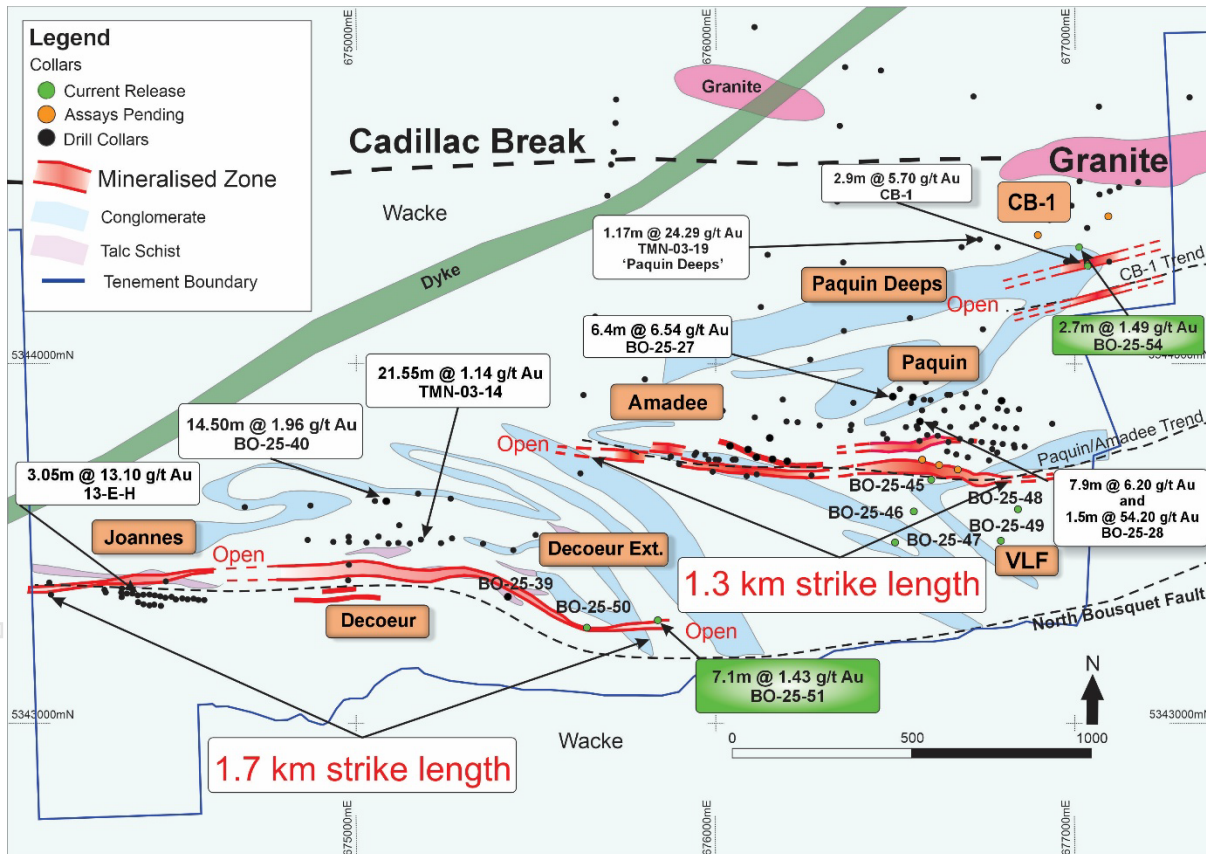 Legend
Collars
Current Release
Assays Pending
Drill Collars
Mineralised Zone
Conglomerate
Talc Schist
Tenement Boundary
675000mE
676000mE
677000mE
Granite
Cadillac Break
Granite
Wacke
2.9m @ 5.70 g/t Au
CB-1
CB-1
1.17m @ 24.29 g/t Au
TMN-03-19
'Paquin Deeps'
Dyke
CB-1 Trend
Paquin Deeps
Open
2.7m @ 1.49 g/t Au
BO-25-54
6.4m @ 6.54 g/t Au
BO-25-27
5344000mN
5344000mN
Paquin
21.55m @ 1.14 g/t Au
TMN-03-14
Amadee
14.50m @ 1.96 g/t Au
BO-25-40
Open
Paquin/Amadee Trend
3.05m @ 13.10 g/t Au
13-E-H
BO-25-45
BO-25-48
BO-25-46
BO-25-49
BO-25-47
7.9m @ 6.20 g/t Au
and
1.5m @ 54.20 g/t Au
BO-25-28
Joannes
Open
Decoeur Ext.
VLF
BO-25-39
1.3 km strike length
BO-25-50
Decoeur
Open
North Bousquet Fault
7.1m @ 1.43 g/t Au
BO-25-51
N
5343000mN
5343000mN
Wacke
0
500
1000
1.7 km strike length
675000mE
676000mE
677000mE